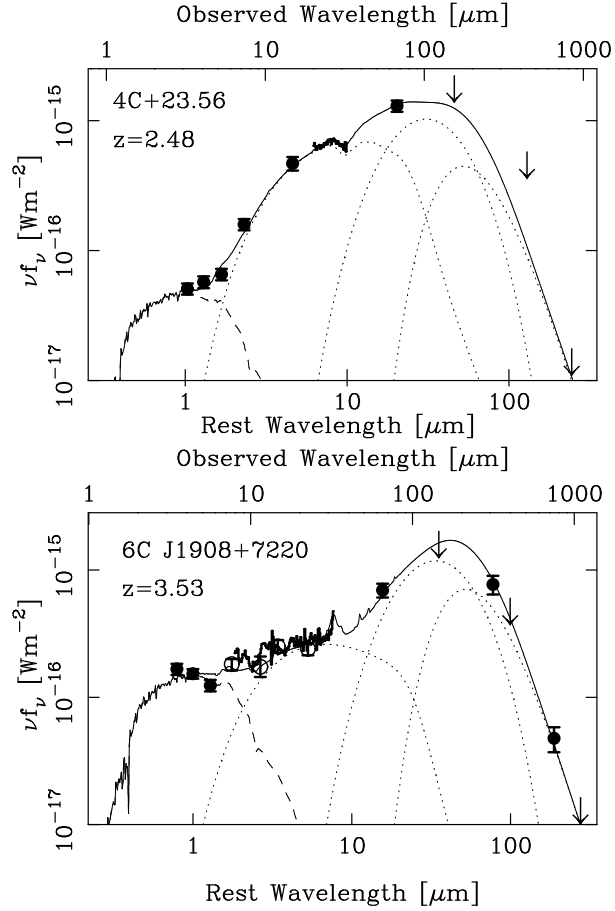 Observed Wavelength [μm]
10 100 1000
4C+23.56
z=2.48
νf_ν [Wm⁻²]
10⁻¹⁵
10⁻¹⁶
10⁻¹⁷
1 10 100
Rest Wavelength [μm]
Observed Wavelength [μm]
1 10 100 1000
6C J1908+7220
z=3.53
νf_ν [Wm⁻²]
10⁻¹⁵
10⁻¹⁶
10⁻¹⁷
1 10 100
Rest Wavelength [μm]